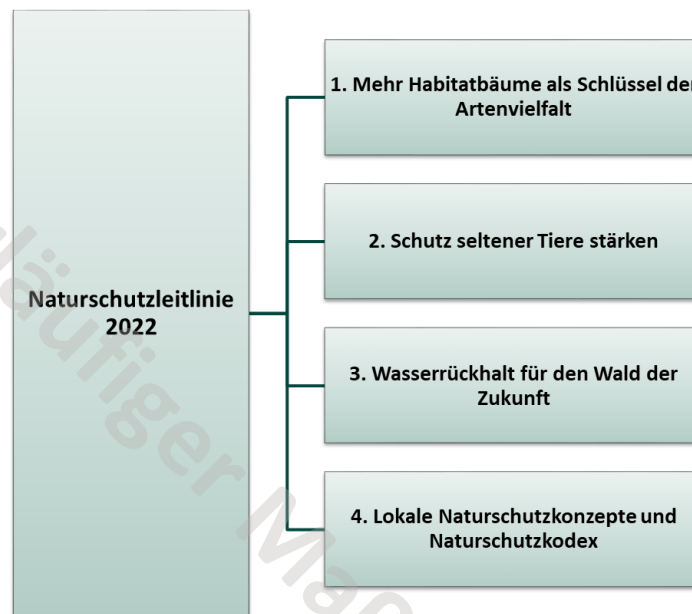 Naturschutzleitlinie
2022
1. Mehr Habitatbäume als Schlüssel der
Artenvielfalt
2. Schutz seltener Tiere stärken
3. Wasserrückhalt für den Wald der
Zukunft
4. Lokale Naturschutzkonzepte und
Naturschutzkodex